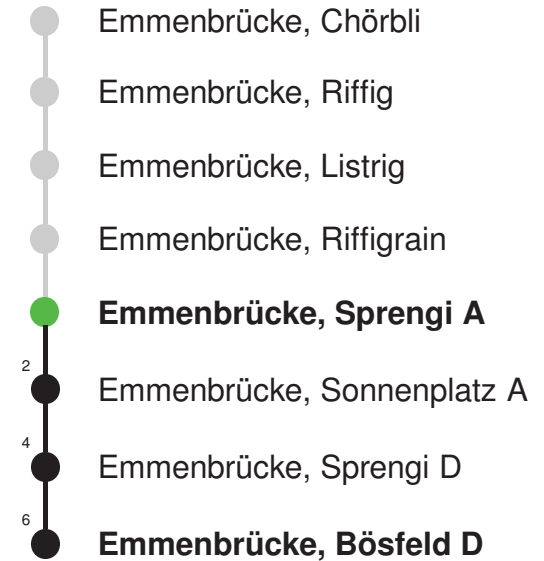 Emmenbrücke, Chörbli
Emmenbrücke, Riffig
Emmenbrücke, Listrig
Emmenbrücke, Riffigrain
Emmenbrücke, Sprengi A
2
Emmenbrücke, Sonnenplatz A
4
Emmenbrücke, Sprengi D
6
Emmenbrücke, Bösfeld D